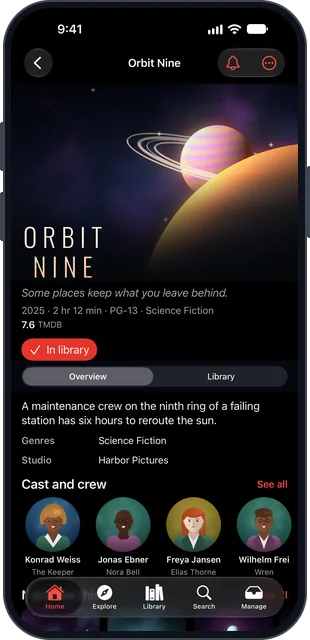 9:41
Orbit Nine
ORBIT
NINE
Some places keep what you leave behind.
2025 · 2 hr 12 min · PG-13 · Science Fiction
7.6 TMDB
In library
Overview Library
A maintenance crew on the ninth ring of a failing
station has six hours to reroute the sun.
Genres Science Fiction
Studio Harbor Pictures
Cast and crew See all
Konrad Weiss Jonas Ebner Freya Jansen Wilhelm Frei
The Keeper Nora Bell Elias Thorne Wren
Home Explore Library Search Manage